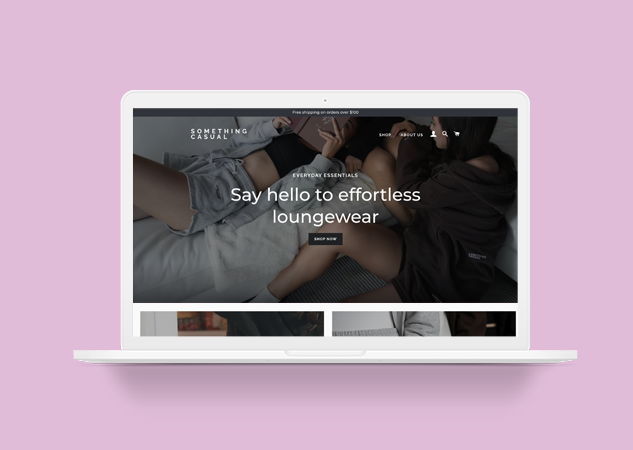 Free shipping on orders over $100
SOMETHING
CASUAL
SHOP
ABOUT US
EVERYDAY ESSENTIALS
Say hello to effortless
loungewear
SHOP NOW